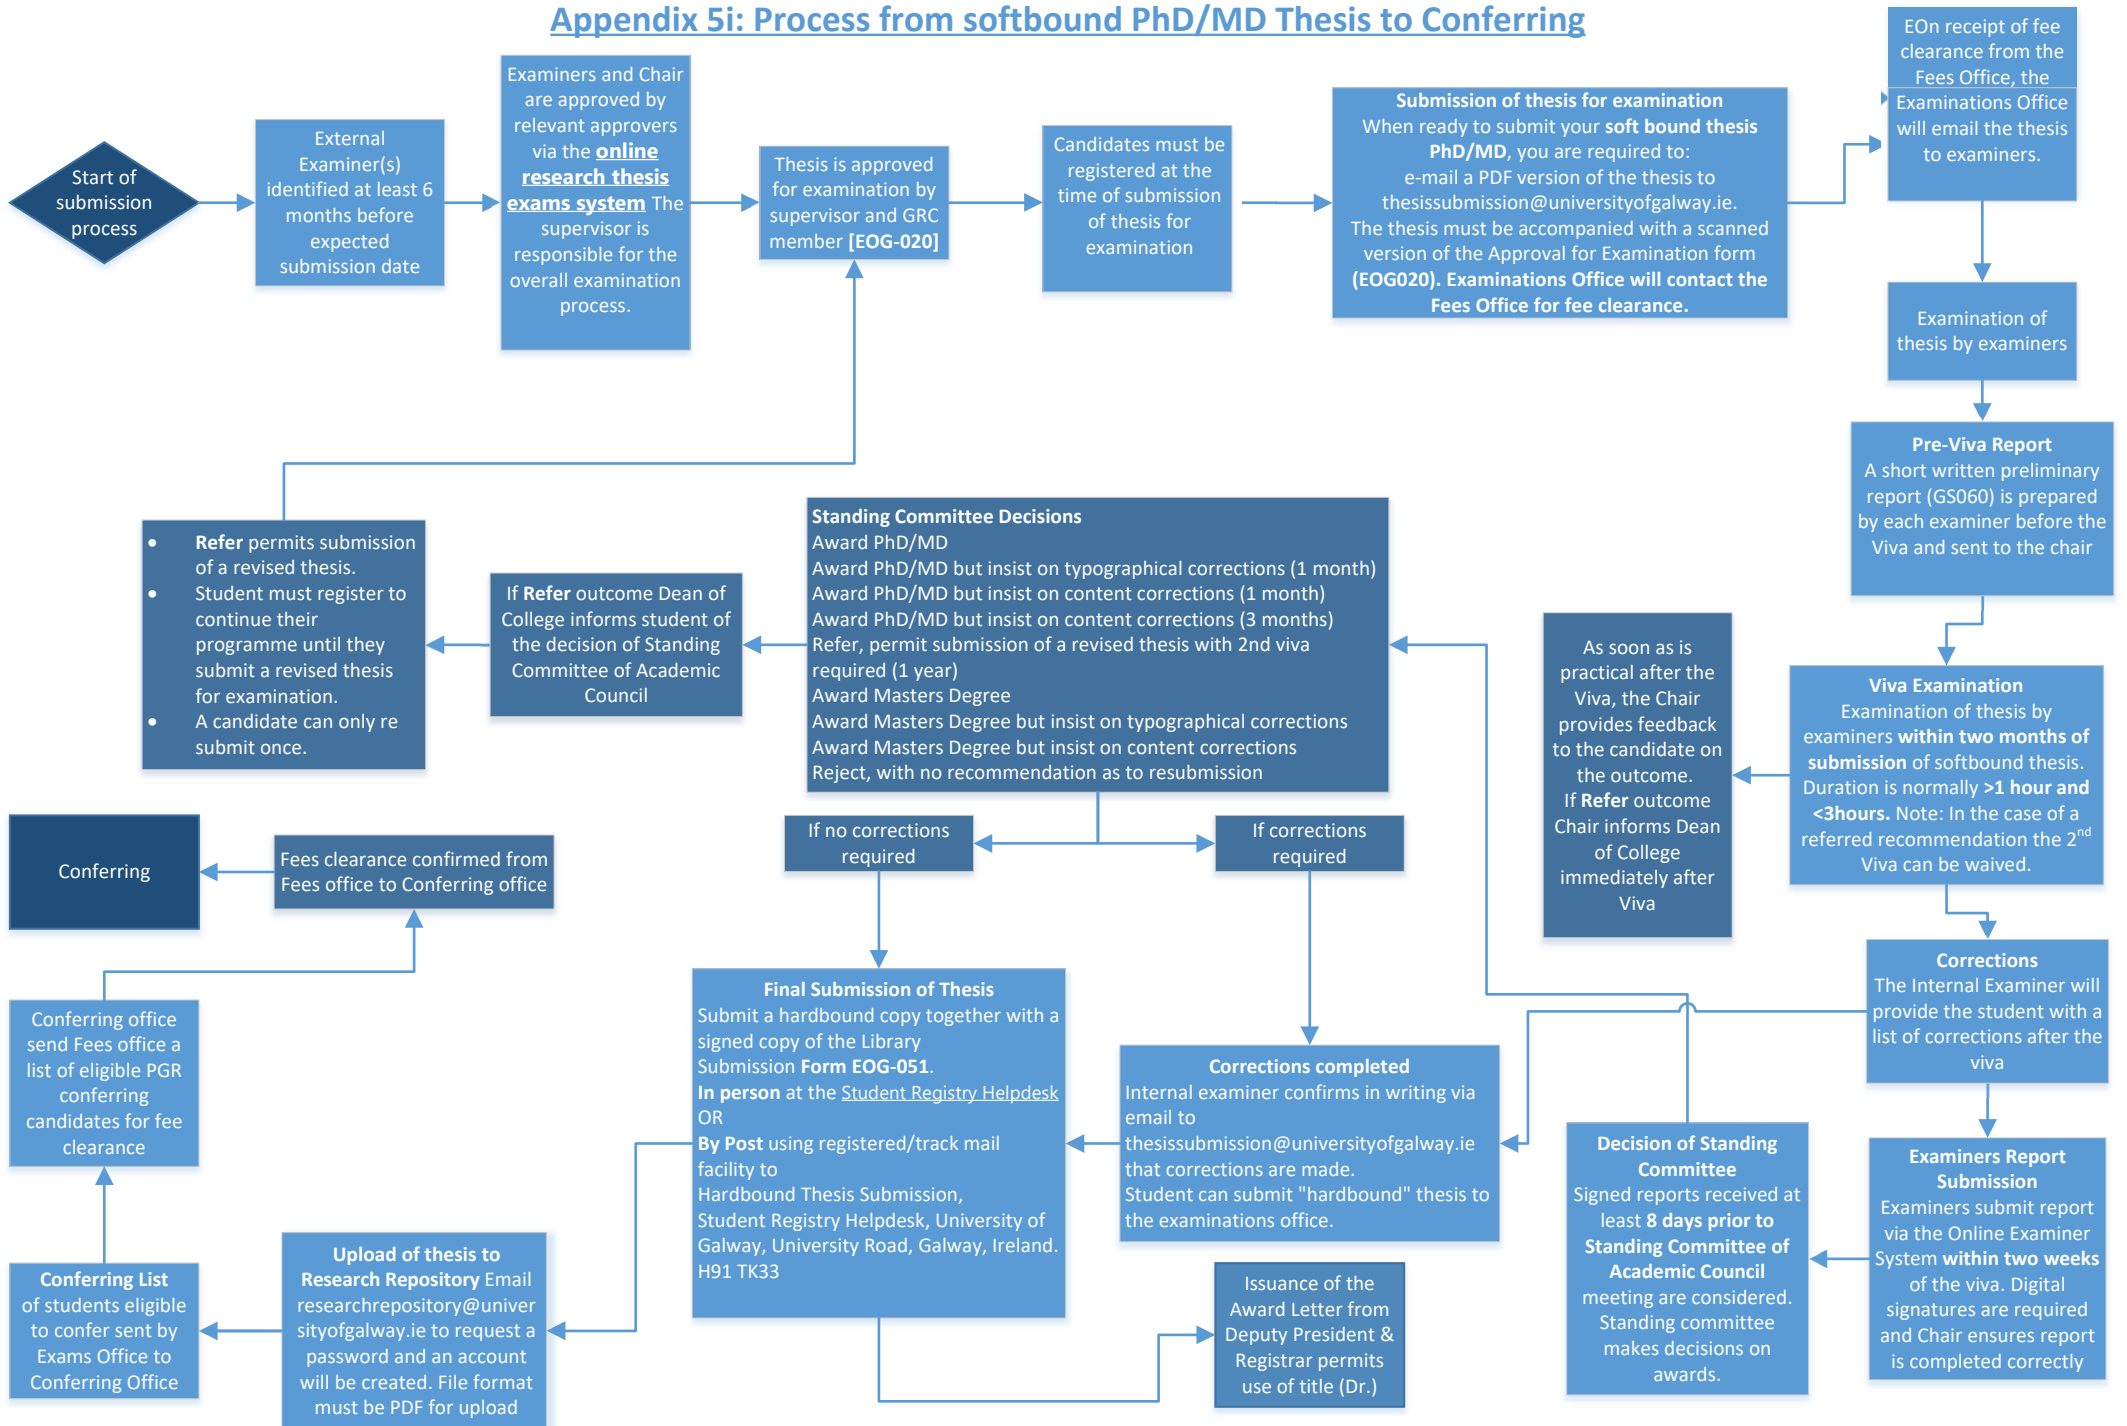 Appendix 5i: Process from softbound PhD/MD Thesis to Conferring
Start of
submission
process
External
Examiner(s)
identified at least 6
months before
expected
submission date
Examiners and Chair
are approved by
relevant approvers
via the online
research thesis
exams system The
supervisor is
responsible for the
overall examination
process.
Thesis is approved
for examination by
supervisor and GRC
member [EOG-020]
Candidates must be
registered at the
time of submission
of thesis for
examination
Submission of thesis for examination
When ready to submit your soft bound thesis
PhD/MD, you are required to:
e-mail a PDF version of the thesis to
thesissubmission@universityofgalway.ie.
The thesis must be accompanied with a scanned
version of the Approval for Examination form
(EOG020). Examinations Office will contact the
Fees Office for fee clearance.
EOn receipt of fee
clearance from the
Fees Office, the
Examinations Office
will email the thesis
to examiners.
Examination of
thesis by examiners
Pre-Viva Report
A short written preliminary
report (GS060) is prepared
by each examiner before the
Viva and sent to the chair
Viva Examination
Examination of thesis by
examiners within two months of
submission of softbound thesis.
Duration is normally >1 hour and
<3hours. Note: In the case of a
referred recommendation the 2nd
Viva can be waived.
As soon as is
practical after the
Viva, the Chair
provides feedback
to the candidate on
the outcome.
If Refer outcome
Chair informs Dean
of College
immediately after
Viva
Corrections
The Internal Examiner will
provide the student with a
list of corrections after the
viva
Examiners Report
Submission
Examiners submit report
via the Online Examiner
System within two weeks
of the viva. Digital
signatures are required
and Chair ensures report
is completed correctly
Decision of Standing
Committee
Signed reports received at
least 8 days prior to
Standing Committee of
Academic Council
meeting are considered.
Standing committee
makes decisions on
awards.
Standing Committee Decisions
Award PhD/MD
Award PhD/MD but insist on typographical corrections (1 month)
Award PhD/MD but insist on content corrections (1 month)
Award PhD/MD but insist on content corrections (3 months)
Refer, permit submission of a revised thesis with 2nd viva
required (1 year)
Award Masters Degree
Award Masters Degree but insist on typographical corrections
Award Masters Degree but insist on content corrections
Reject, with no recommendation as to resubmission
If Refer outcome Dean of
College informs student of
the decision of Standing
Committee of Academic
Council
• Refer permits submission
of a revised thesis.
• Student must register to
continue their
programme until they
submit a revised thesis
for examination.
• A candidate can only re
submit once.
If no corrections
required
If corrections
required
Corrections completed
Internal examiner confirms in writing via
email to
thesissubmission@universityofgalway.ie
that corrections are made.
Student can submit "hardbound" thesis to
the examinations office.
Final Submission of Thesis
Submit a hardbound copy together with a
signed copy of the Library
Submission Form EOG-051.
In person at the Student Registry Helpdesk
OR
By Post using registered/track mail
facility to
Hardbound Thesis Submission,
Student Registry Helpdesk, University of
Galway, University Road, Galway, Ireland.
H91 TK33
Issuance of the
Award Letter from
Deputy President &
Registrar permits
use of title (Dr.)
Upload of thesis to
Research Repository Email
researchrepository@univer
sityofgalway.ie to request a
password and an account
will be created. File format
must be PDF for upload
Conferring List
of students eligible
to confer sent by
Exams Office to
Conferring Office
Conferring office
send Fees office a
list of eligible PGR
conferring
candidates for fee
clearance
Fees clearance confirmed from
Fees office to Conferring office
Conferring